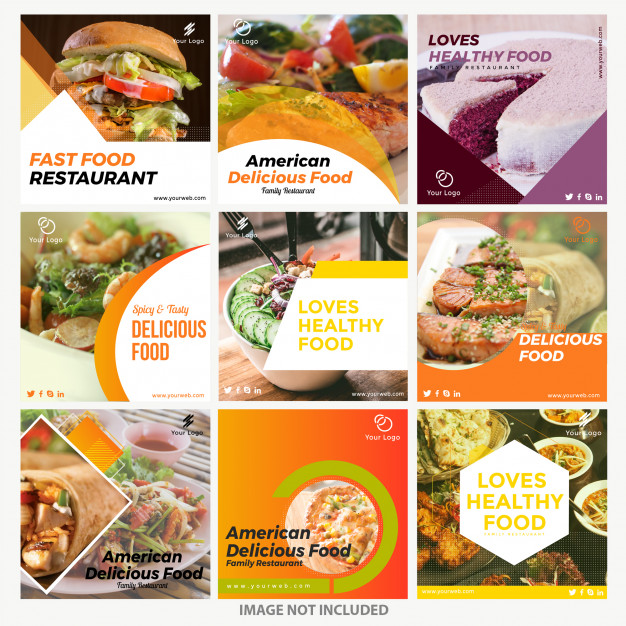 Your Logo
FAST FOOD
RESTAURANT
www.yourweb.com
Your Logo
American
Delicious Food
Family Restaurant
LOVES
HEALTHY FOOD
FAMILY RESTAURANT
Your Logo
Your Logo
Spicy & Tasty
DELICIOUS
FOOD
www.yourweb.com
Your Logo
LOVES
HEALTHY
FOOD
www.yourweb.com
Your Logo
DELICIOUS
FOOD
www.yourweb.com
Your Logo
American
Delicious Food
Family Restaurant
Your Logo
American
Delicious Food
Family Restaurant
www.yourweb.com
Your Logo
LOVES
HEALTHY
FOOD
FAMILY RESTAURANT
www.yourweb.com
IMAGE NOT INCLUDED